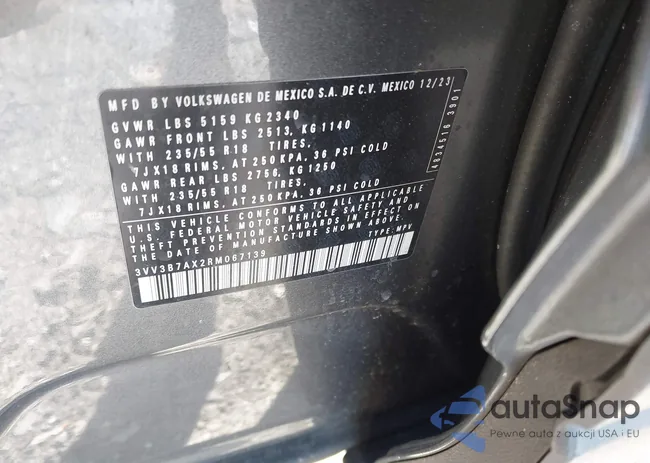 MFD BY VOLKSWAGEN DE MEXICO S.A. DE C.V. MEXICO 12/23
GVWR LBS 5159 KG 2340
GAWR FRONT LBS 2513, KG 1140
WITH 235/55 R18 TIRES,
7JX18 RIMS, AT 250 KPA, 36 PSI COLD
GAWR REAR LBS 2756, KG 1250
WITH 235/55 R18 TIRES,
7JX18 RIMS, AT 250 KPA, 36 PSI COLD
THIS VEHICLE CONFORMS TO ALL APPLICABLE
U.S. FEDERAL MOTOR VEHICLE SAFETY AND
THEFT PREVENTION STANDARDS IN EFFECT ON
THE DATE OF MANUFACTURE
3VV3B7AX2RM067139 TYPE: MPV
4834516 3901
autaSnap
Pewne auta z aukcji USA i EU